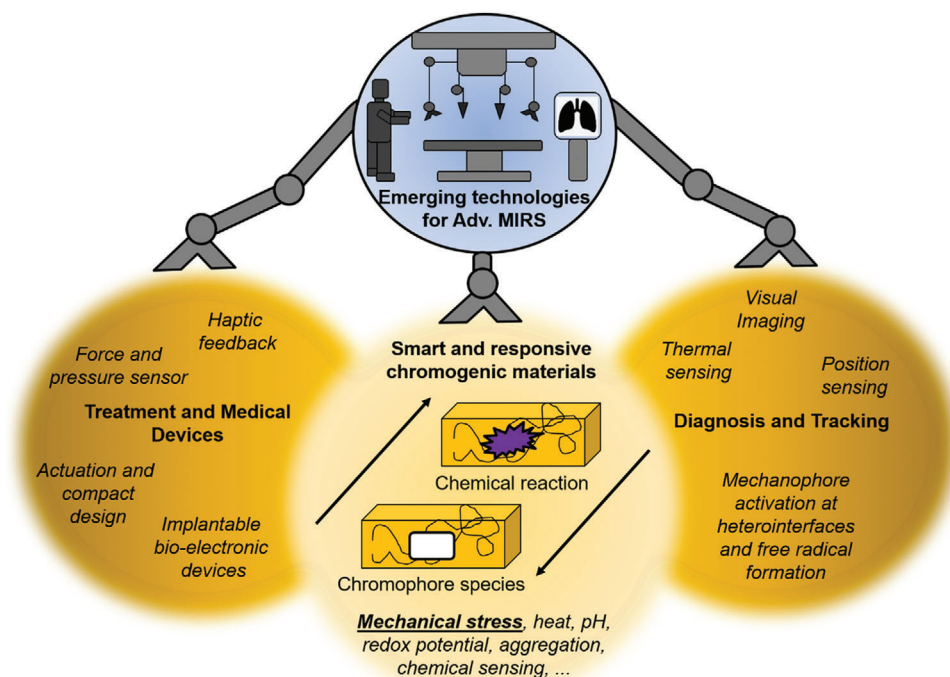 Emerging technologies
for Adv. MIRS
Haptic
feedback
Force and
pressure sensor
Treatment and Medical
Devices
Actuation and
compact
design
Implantable
bio-electronic
devices
Smart and responsive
chromogenic materials
Chemical reaction
Chromophore species
Mechanical stress, heat, pH,
redox potential, aggregation,
chemical sensing, ...
Visual
Imaging
Thermal
sensing
Position
sensing
Diagnosis and Tracking
Mechanophore
activation at
heterointerfaces
and free radical
formation